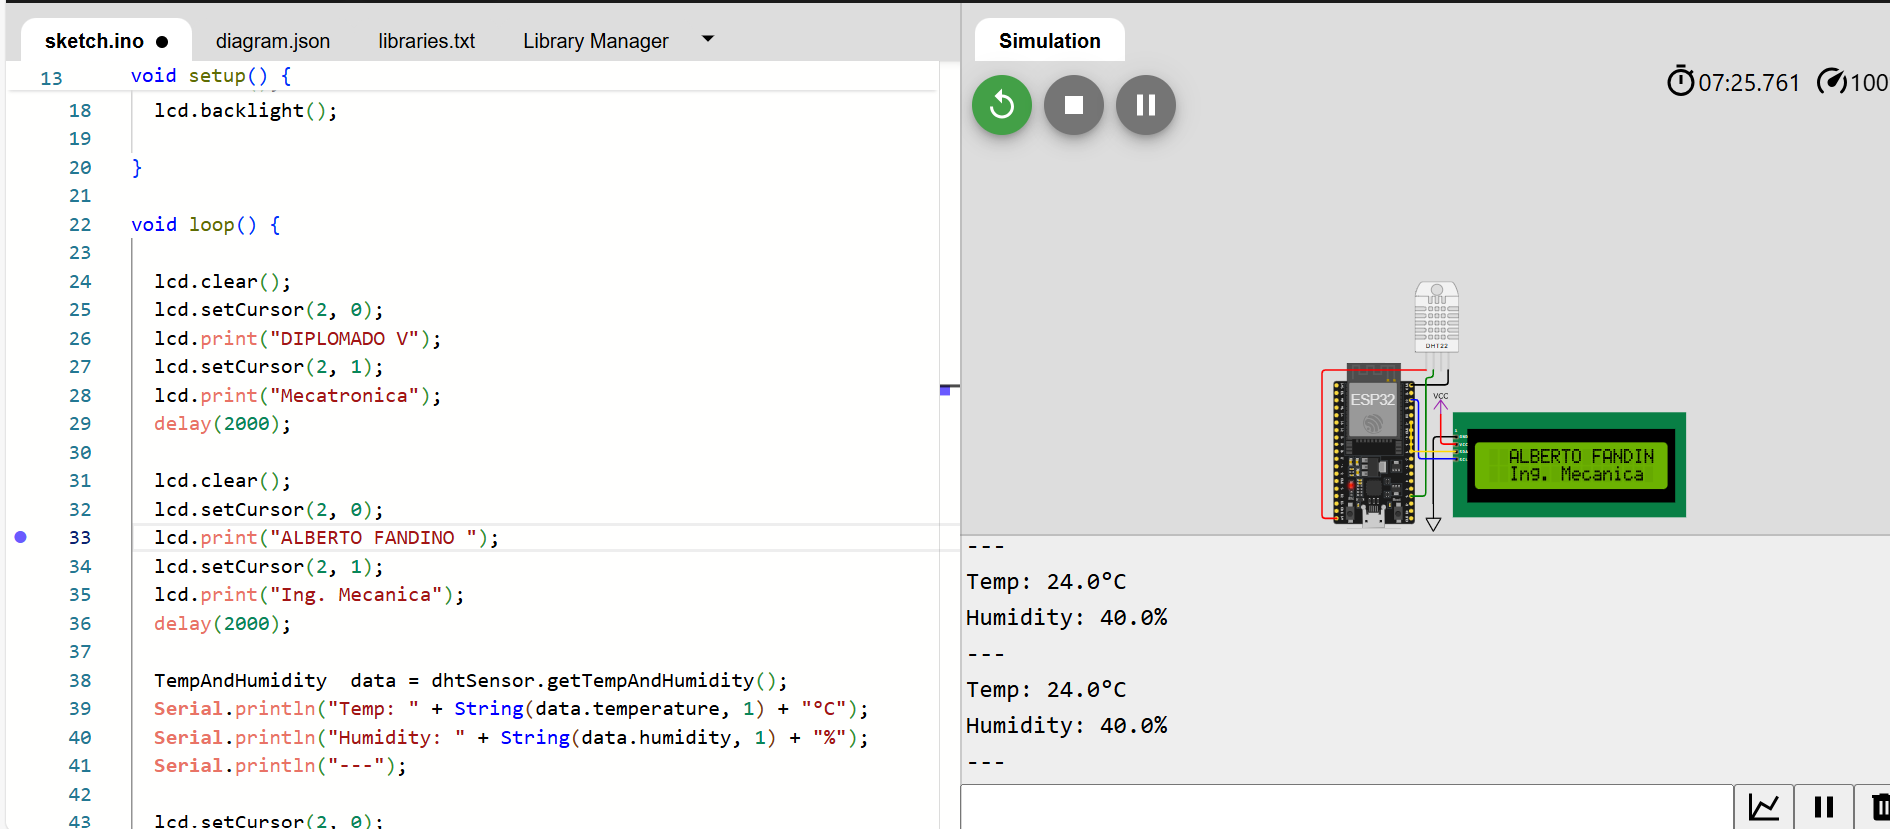 sketch.ino ●
diagram.json
libraries.txt
Library Manager
13 void setup() {
18 lcd.backlight();
19
20 }
21
22 void loop() {
23
24 lcd.clear();
25 lcd.setCursor(2, 0);
26 lcd.print("DIPLOMADO V");
27 lcd.setCursor(2, 1);
28 lcd.print("Mecatronica");
29 delay(2000);
30
31 lcd.clear();
32 lcd.setCursor(2, 0);
33 lcd.print("ALBERTO FANDINO ");
34 lcd.setCursor(2, 1);
35 lcd.print("Ing. Mecanica");
36 delay(2000);
37
38 TempAndHumidity  data = dhtSensor.getTempAndHumidity();
39 Serial.println("Temp: " + String(data.temperature, 1) + "°C");
40 Serial.println("Humidity: " + String(data.humidity, 1) + "%");
41 Serial.println("---");
42
43 lcd.setCursor(2, 0);
Simulation
07:25.761
100
DHT22
ESP32
VCC
ALBERTO FANDIN
Ing. Mecanica
---
Temp: 24.0°C
Humidity: 40.0%
---
Temp: 24.0°C
Humidity: 40.0%
---